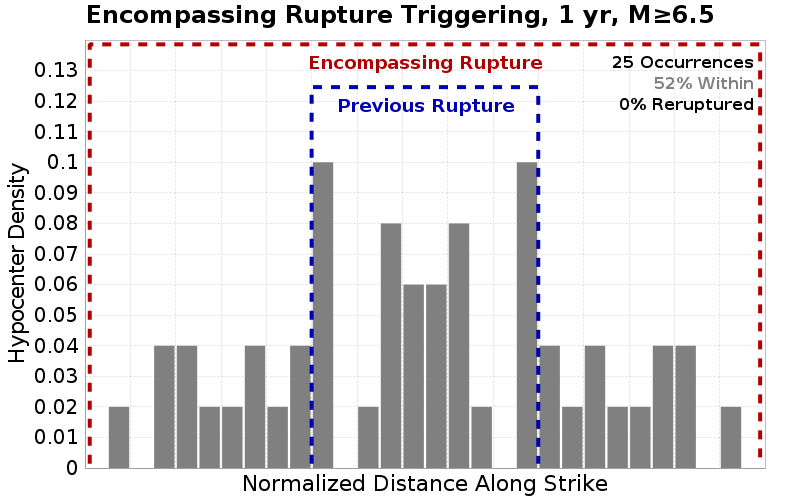 Encompassing Rupture Triggering, 1 yr, M≥6.5
Encompassing Rupture
25 Occurrences
52% Within
0% Reruptured
Previous Rupture
Hypocenter Density
0.13
0.12
0.11
0.1
0.09
0.08
0.07
0.06
0.05
0.04
0.03
0.02
0.01
0
Normalized Distance Along Strike